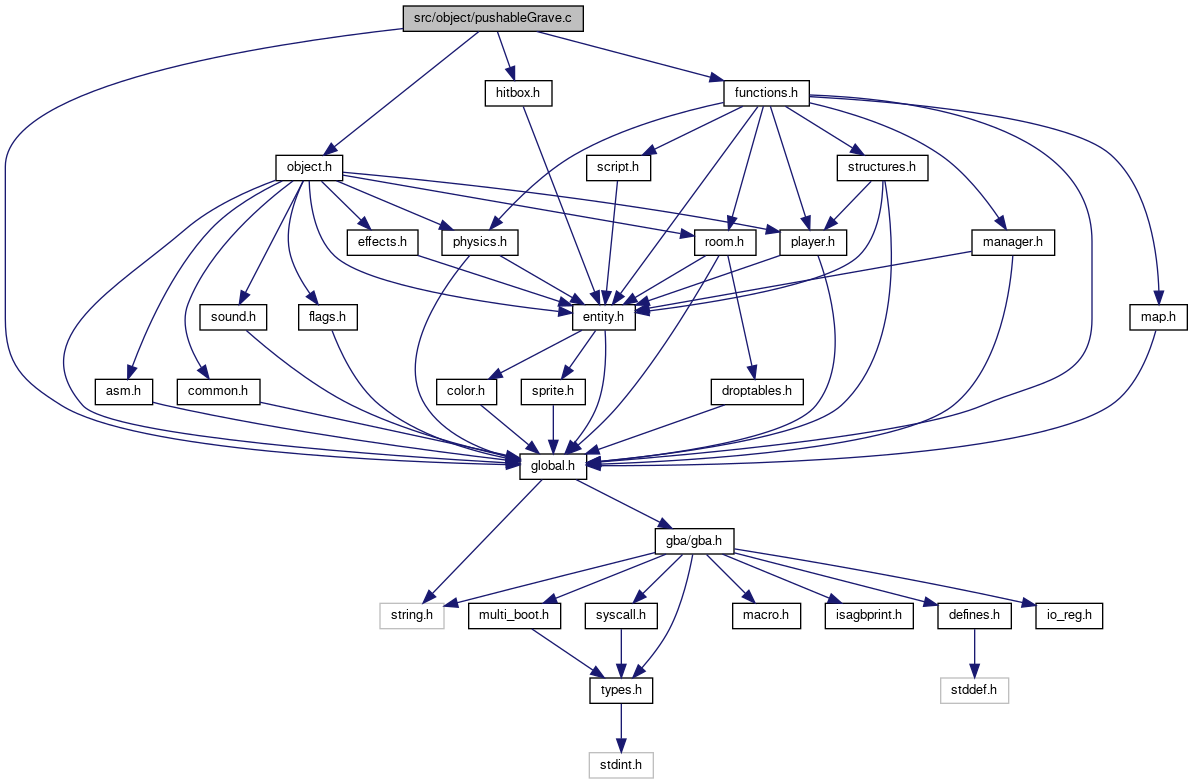 src/object/pushableGrave.c
hitbox.h
functions.h
object.h
script.h
structures.h
effects.h
physics.h
room.h
player.h
manager.h
sound.h
flags.h
entity.h
map.h
asm.h
common.h
color.h
sprite.h
droptables.h
global.h
gba/gba.h
string.h
multi_boot.h
syscall.h
macro.h
isagbprint.h
defines.h
io_reg.h
types.h
stddef.h
stdint.h